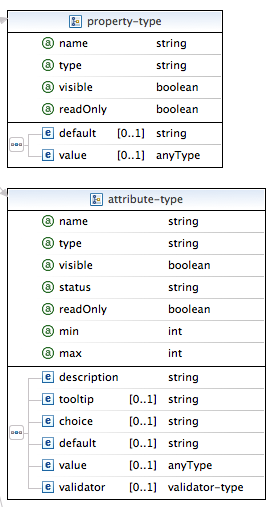 property-type
a name string
a type string
a visible boolean
a readOnly boolean
e default [0..1] string
e value [0..1] anyType
attribute-type
a name string
a type string
a visible boolean
a status string
a readOnly boolean
a min int
a max int
e description string
e tooltip [0..1] string
e choice [0..1] string
e default [0..1] string
e value [0..1] anyType
e validator [0..1] validator-type